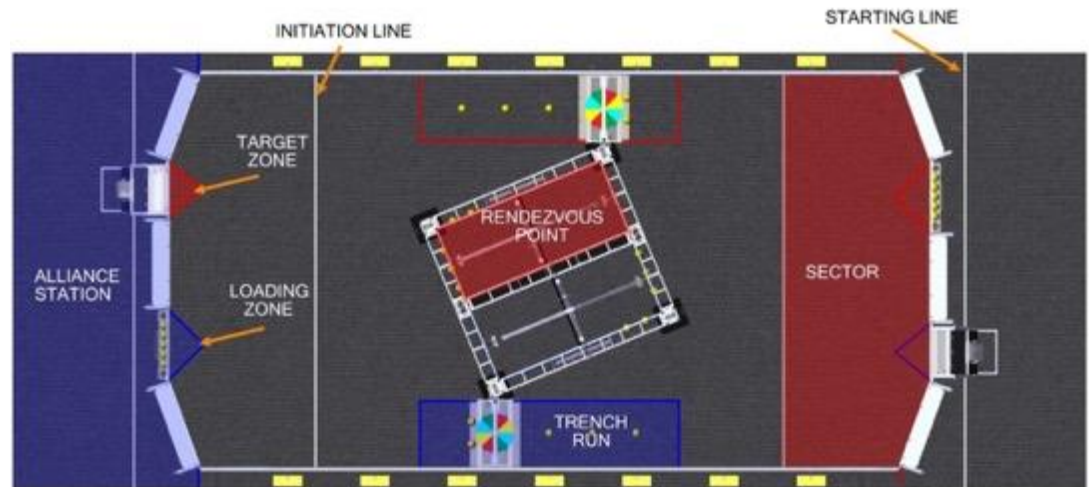 INITIATION LINE
STARTING LINE
TARGET
ZONE
RENDEZVOUS
POINT
ALLIANCE
STATION
LOADING
ZONE
SECTOR
TRENCH
RUN